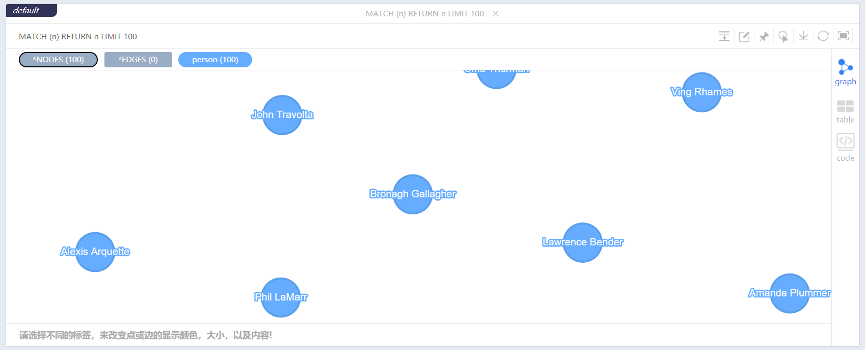 default
MATCH (n) RETURN n LIMIT 100 ×
MATCH (n) RETURN n LIMIT 100
*NODES (100) *EDGES (0) person (100)
graph
table
code
Ving Rhames
John Travolta
Bronagh Gallagher
Lawrence Bender
Alexis Arquette
Phil LaMarr
Amanda Plummer
请选择不同的标签，来改变点或边的显示颜色，大小，以及内容!